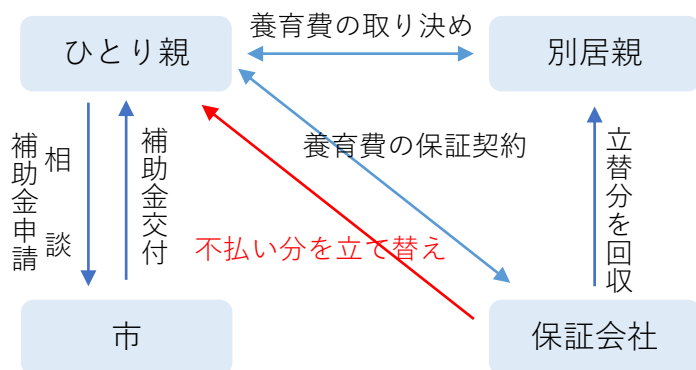 養育費の取り決め
ひとり親
別居親
養育費の保証契約
相談
補助金申請
補助金交付
立替分を回収
不払い分を立て替え
市
保証会社